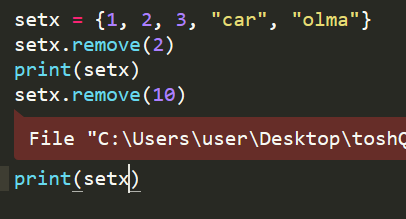 setx = {1, 2, 3, "car", "olma"}
setx.remove(2)
print(setx)
setx.remove(10)
File "C:\Users\user\Desktop\toshQ
print(setx)